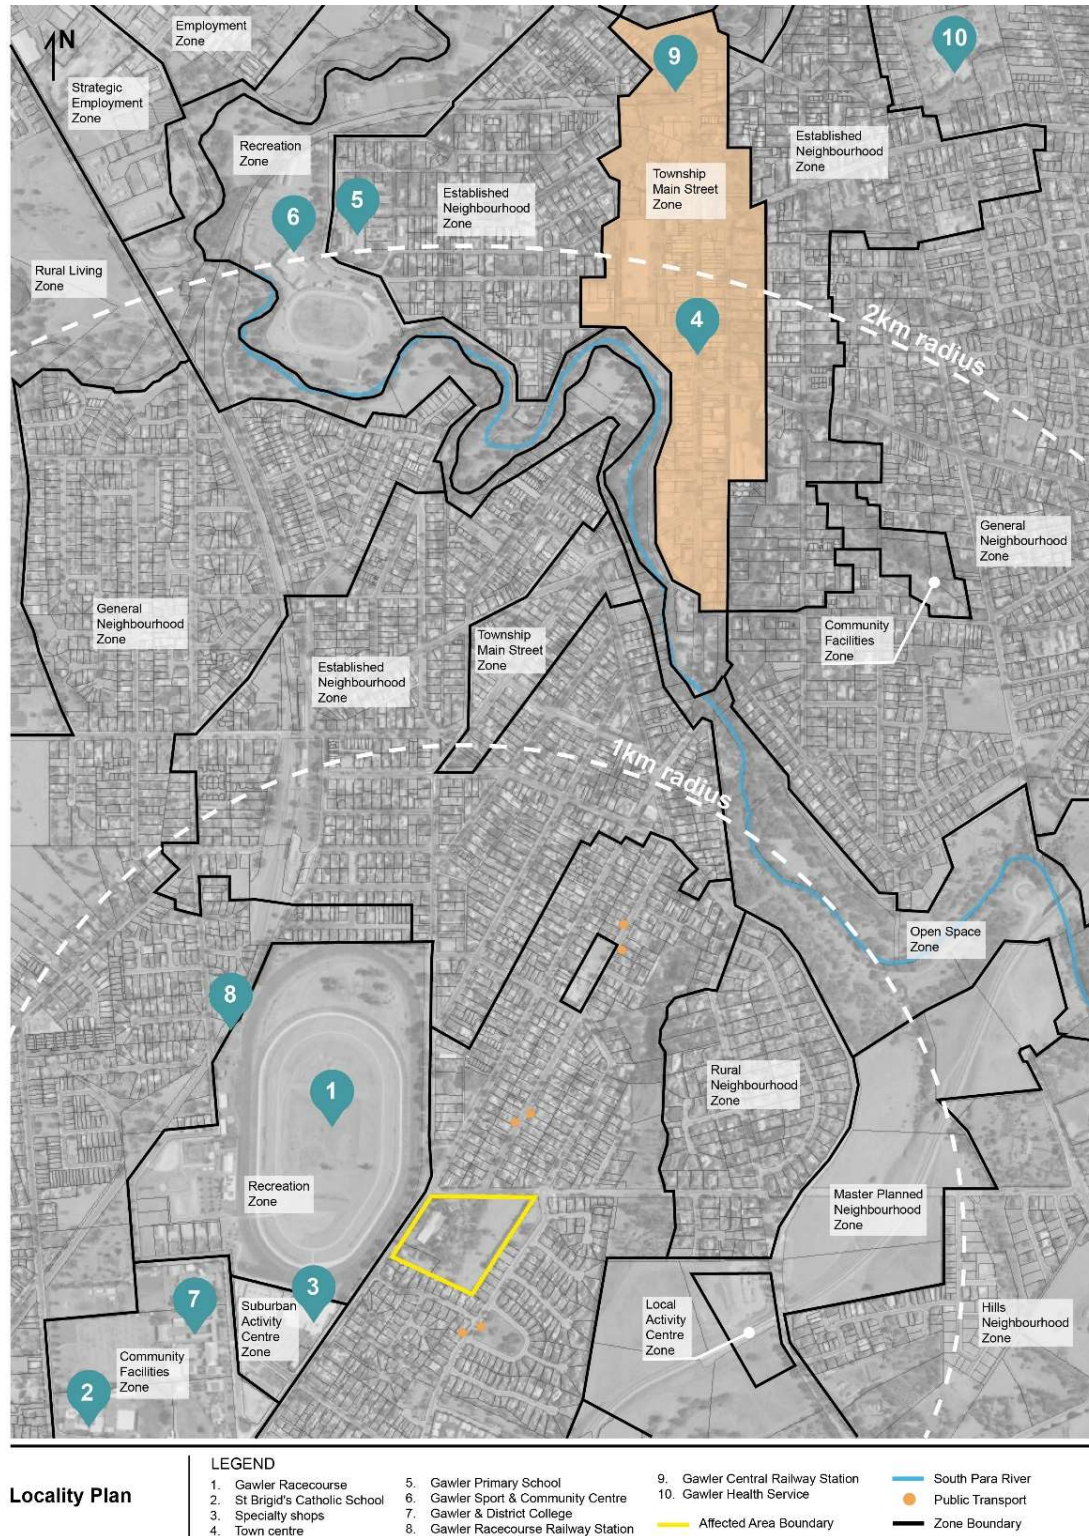 N
Employment
Zone
Strategic
Employment
Zone
9
10
Recreation
Zone
Established
Neighbourhood
Zone
Township
Main Street
Zone
Established
Neighbourhood
Zone
5
6
Rural Living
Zone
4
2km radius
General
Neighbourhood
Zone
General
Neighbourhood
Zone
Community
Facilities
Zone
Township
Main Street
Zone
Established
Neighbourhood
Zone
1km radius
Open Space
Zone
8
1
Rural
Neighbourhood
Zone
Recreation
Zone
Master Planned
Neighbourhood
Zone
7
3
Suburban
Activity
Centre
Zone
Local
Activity
Centre
Zone
Hills
Neighbourhood
Zone
Community
Facilities
Zone
2
Locality Plan
LEGEND
1. Gawler Racecourse
2. St Brigid's Catholic School
3. Specialty shops
4. Town centre
5. Gawler Primary School
6. Gawler Sport & Community Centre
7. Gawler & District College
8. Gawler Racecourse Railway Station
9. Gawler Central Railway Station
10. Gawler Health Service
Affected Area Boundary
South Para River
Public Transport
Zone Boundary